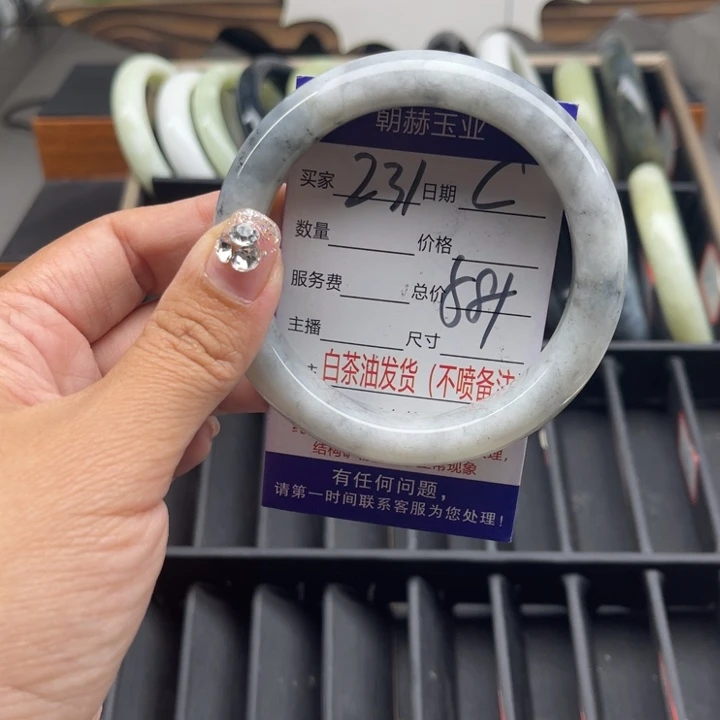 朝赫玉业
买家 231 日期 C
数量 价格
服务费 总价 584
主播 尺寸
白茶油发货（不喷备注
有任何问题，
请第一时间联系客服为您处理！